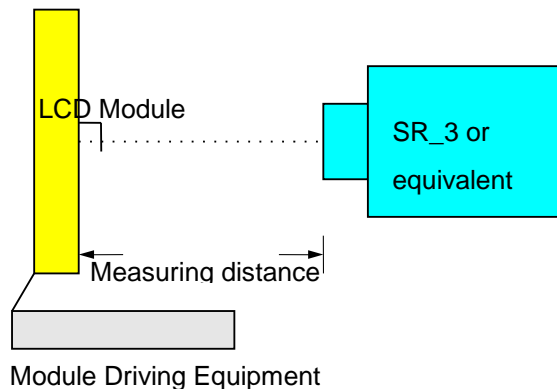 LCD Module
SR_3 or
equivalent
Measuring distance
Module Driving Equipment